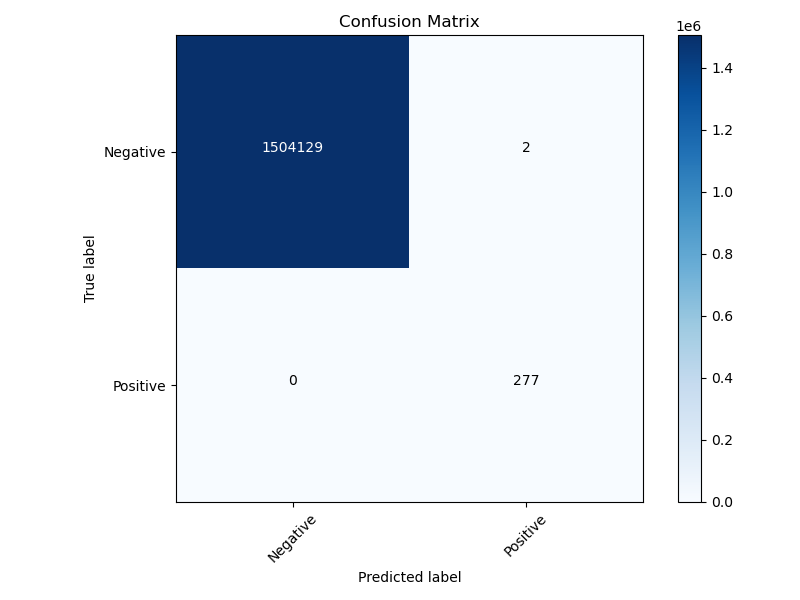 Confusion Matrix
1e6
1.4
Negative
1504129
2
1.2
1.0
True label
0.8
0.6
Positive
0
277
0.4
0.2
0.0
Negative
Positive
Predicted label